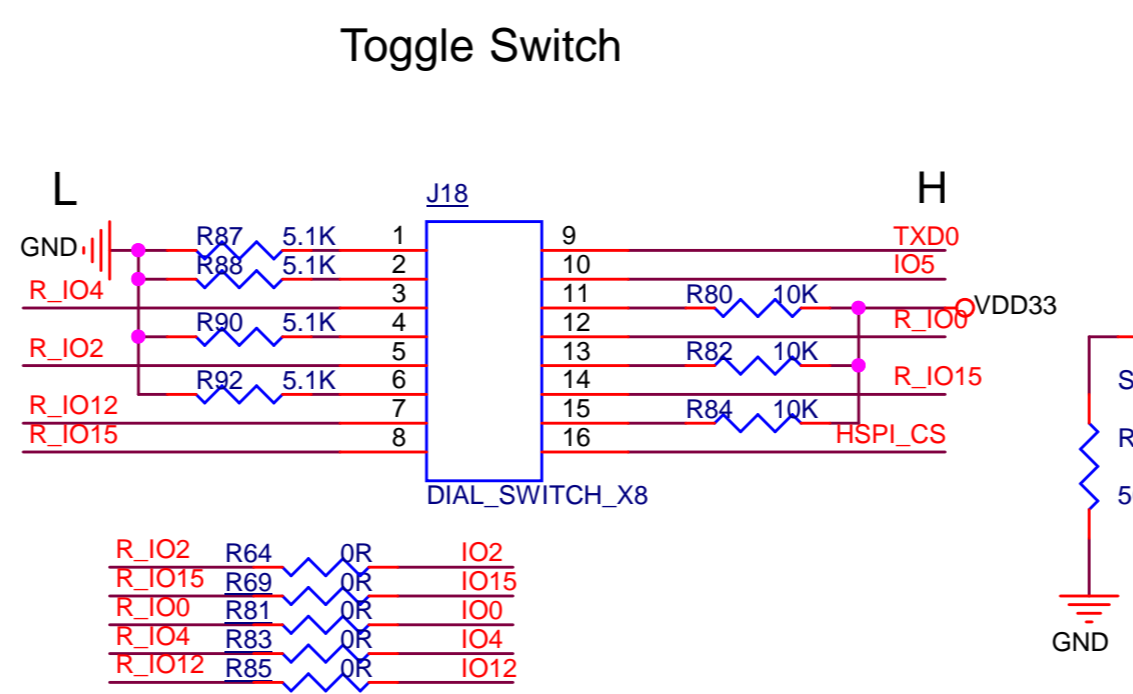 Toggle Switch
L
H
J18
GND
R87 5.1K 1
9 TXD0
R88 5.1K 2
10 IO5
R_IO4 3
11 R80 10K VDD33
R90 5.1K 4
12 R_IO0
R_IO2 5
13 R82 10K
R92 5.1K 6
14 R_IO15
R_IO12 7
15 R84 10K
R_IO15 8
16 HSPI_CS
DIAL_SWITCH_X8
R_IO2 R64 0R IO2
R_IO15 R69 0R IO15
R_IO0 R81 0R IO0
R_IO4 R83 0R IO4
R_IO12 R85 0R IO12
S
R
5
GND